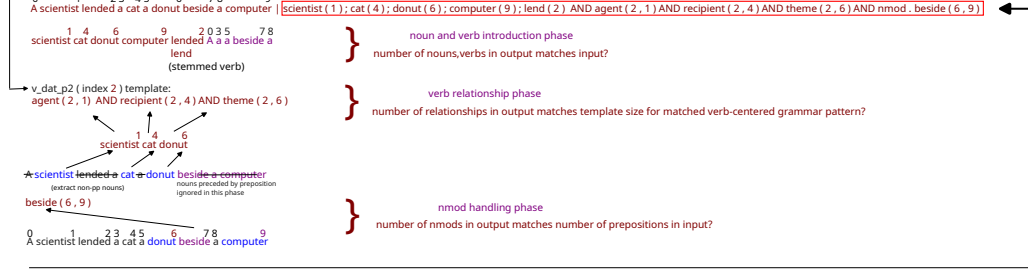 A scientist lended a cat a donut beside a computer | scientist ( 1 ) ; cat ( 4 ) ; donut ( 6 ) ; computer ( 9 ) ; lend ( 2 ) AND agent ( 2 , 1 ) AND recipient ( 2 , 4 ) AND theme ( 2 , 6 ) AND nmod . beside ( 6 , 9 )
1 4 6 9 2 0 3 5 7 8
scientist cat donut computer lended A a a beside a
lend
(stemmed verb)
noun and verb introduction phase
number of nouns,verbs in output matches input?
v_dat_p2 ( index 2 ) template:
agent ( 2 , 1) AND recipient ( 2 , 4 ) AND theme ( 2 , 6 )
verb relationship phase
number of relationships in output matches template size for matched verb-centered grammar pattern?
1 4 6
scientist cat donut
A scientist lended a cat a donut beside a computer
(extract non-pp nouns)
nouns preceded by preposition
ignored in this phase
beside ( 6 , 9 )
nmod handling phase
number of nmods in output matches number of prepositions in input?
0 1 2 3 4 5 6 7 8 9
A scientist lended a cat a donut beside a computer